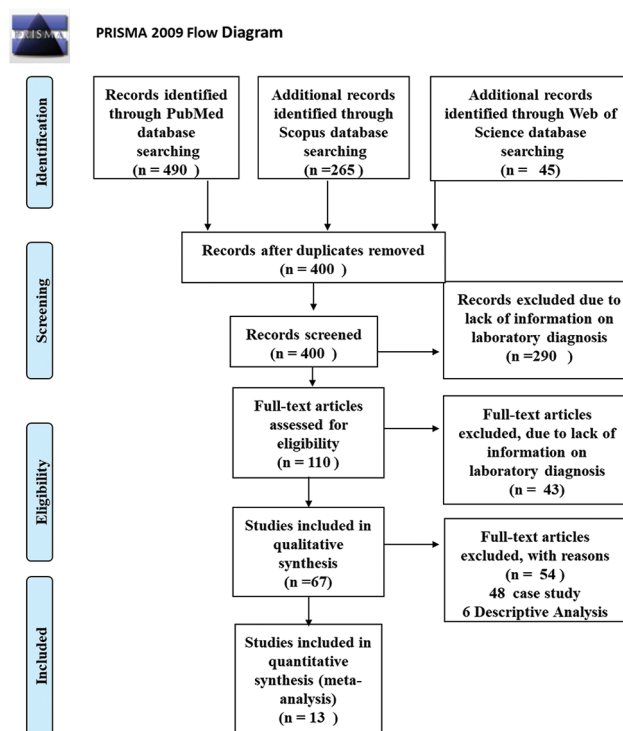 PRISMA
PRISMA 2009 Flow Diagram
Identification
Records identified
through PubMed
database
searching
(n = 490 )
Additional records
identified through
Scopus database
searching
(n =265)
Additional records
identified through Web of
Science database
searching
(n = 45)
Records after duplicates removed
(n = 400 )
Screening
Records screened
(n = 400 )
Records excluded due to
lack of information on
laboratory diagnosis
(n =290 )
Full-text articles
assessed for
eligibility
(n = 110 )
Full-text articles
excluded, due to lack of
information on
laboratory diagnosis
(n = 43)
Eligibility
Studies included in
qualitative
synthesis
(n =67)
Full-text articles
excluded, with reasons
(n = 54 )
48 case study
6 Descriptive Analysis
Included
Studies included in
quantitative
synthesis (meta-
analysis)
(n = 13 )